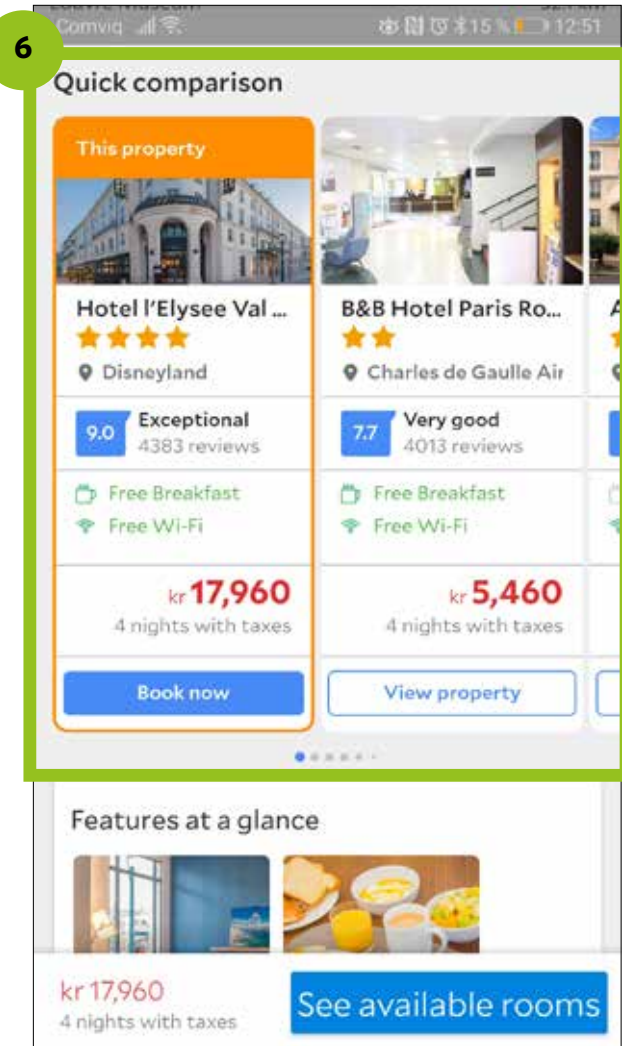 Louvre Museum
Comviq 15 % 12:51
6
Quick comparison
This property
Hotel l'Elysee Val ...
Disneyland
9.0 Exceptional
4383 reviews
Free Breakfast
Free Wi-Fi
kr 17,960
4 nights with taxes
Book now
B&B Hotel Paris Ro...
Charles de Gaulle Air
7.7 Very good
4013 reviews
Free Breakfast
Free Wi-Fi
kr 5,460
4 nights with taxes
View property
A
Features at a glance
kr 17,960
4 nights with taxes
See available rooms